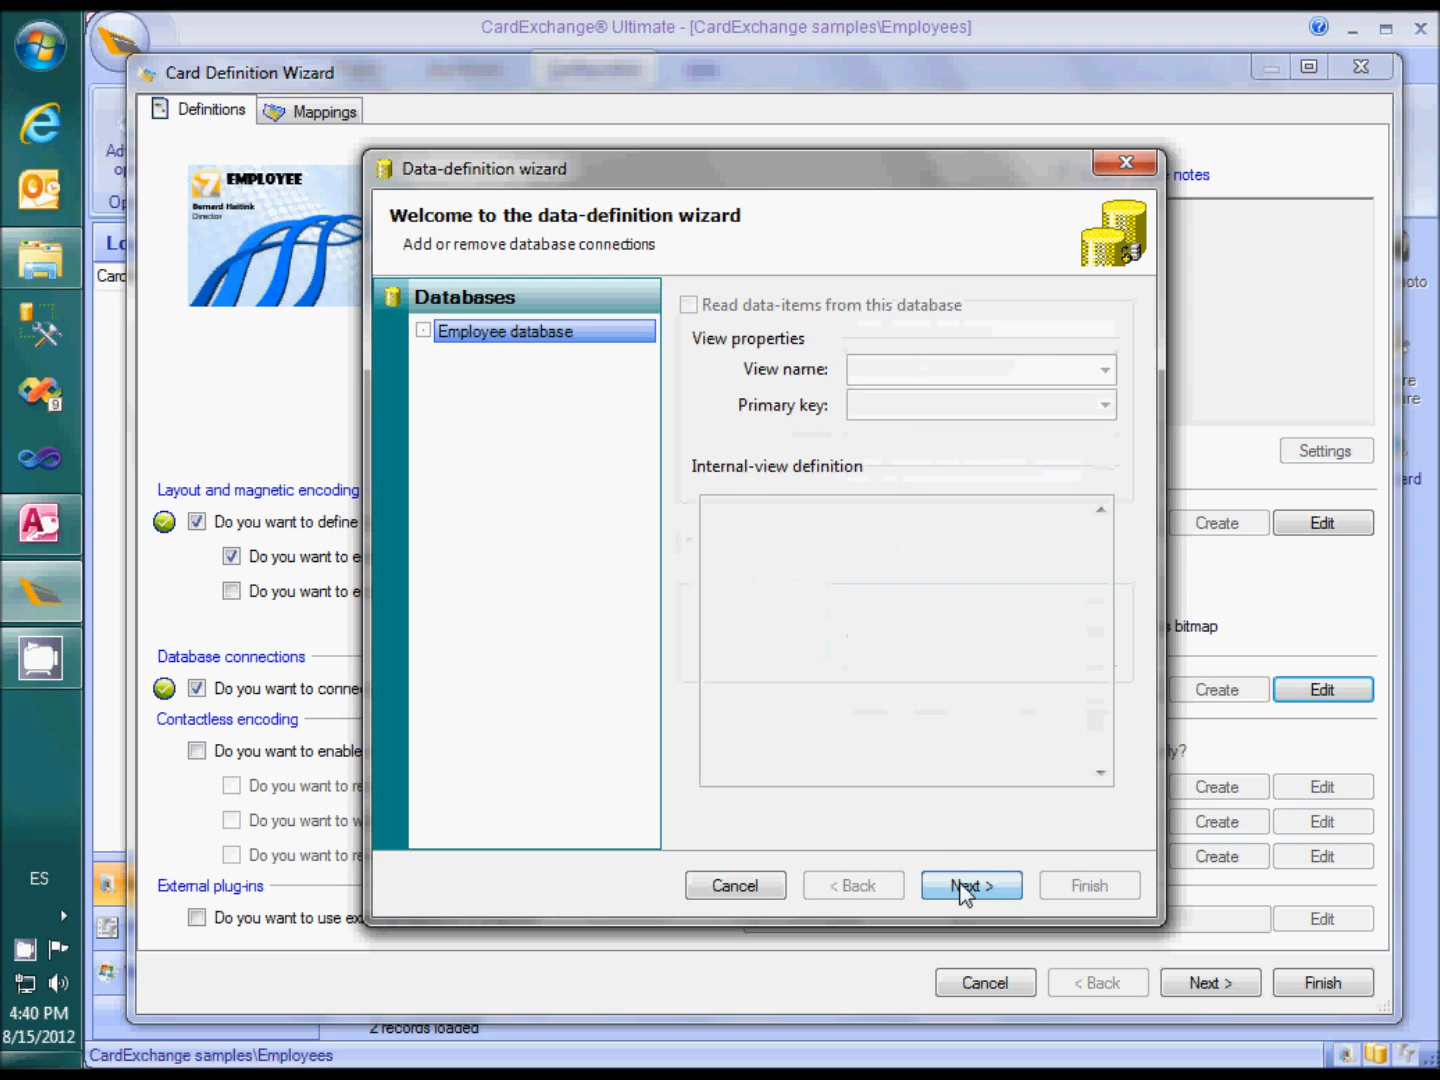 CardExchange® Ultimate - [CardExchange samples\Employees]
Card Definition Wizard
Definitions
Mappings
EMPLOYEE
Bernard Haitink
Director
notes
Settings
Layout and magnetic encoding
Do you want to define
Do you want to e
Do you want to e
Create
Edit
s bitmap
Database connections
Do you want to conne
Create
Edit
Contactless encoding
Do you want to enable
ly?
Do you want to re
Create
Edit
Do you want to w
Create
Edit
Do you want to re
Create
Edit
External plug-ins
Do you want to use ex
Edit
Cancel
< Back
Next >
Finish
Data-definition wizard
Welcome to the data-definition wizard
Add or remove database connections
Databases
Employee database
Read data-items from this database
View properties
View name:
Primary key:
Internal-view definition
Cancel
< Back
Next >
Finish
2 records loaded
CardExchange samples\Employees
ES
4:40 PM
8/15/2012